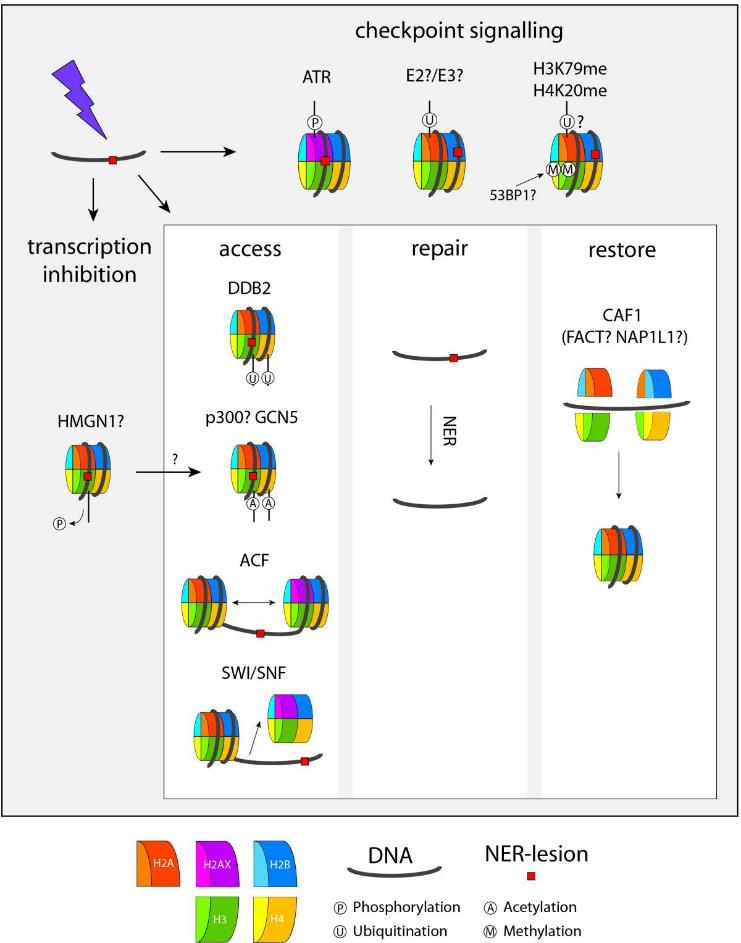 checkpoint signalling
ATR
E2?/E3?
H3K79me
H4K20me
P
U
U ?
M M
53BP1?
transcription
inhibition
access
repair
restore
DDB2
U U
CAF1
(FACT? NAP1L1?)
HMGN1?
p300? GCN5
?
NER
A A
P
ACF
SWI/SNF
H2A
H2AX
H2B
DNA
NER-lesion
H3
H4
P Phosphorylation
A Acetylation
U Ubiquitination
M Methylation